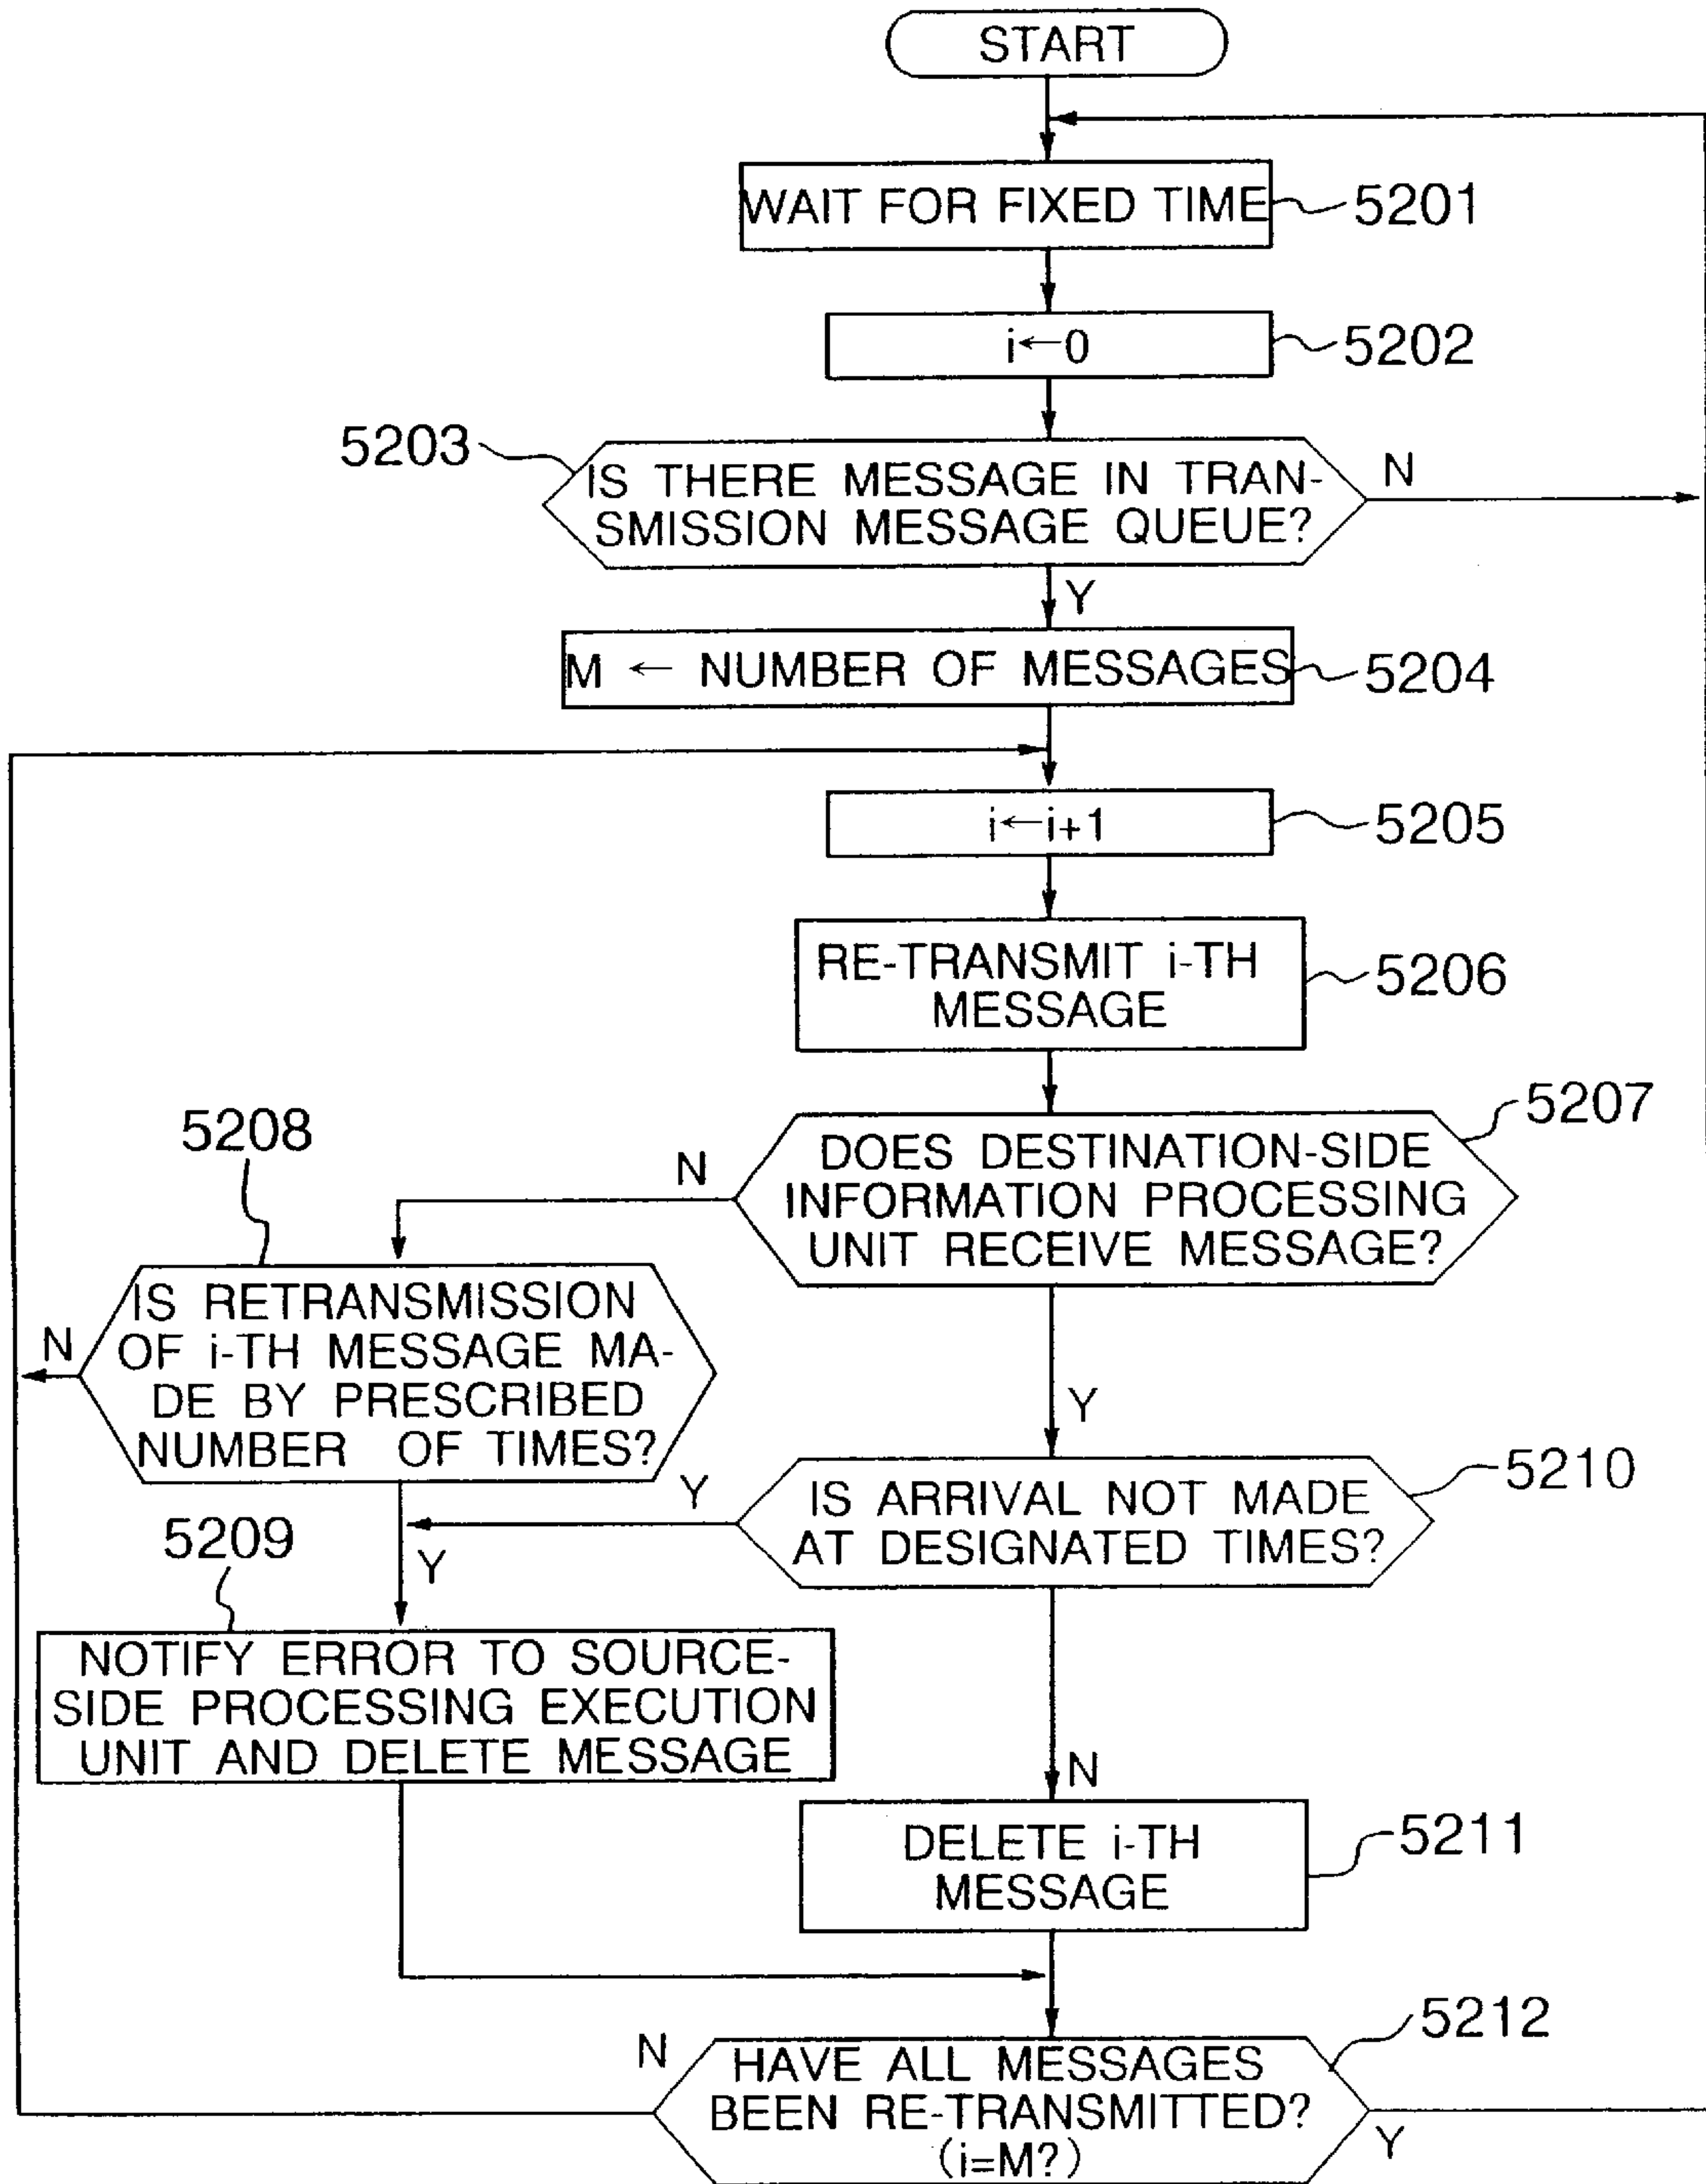 START
WAIT FOR FIXED TIME
5201
i←0
5202
5203
IS THERE MESSAGE IN TRAN-
SMISSION MESSAGE QUEUE?
N
Y
M ← NUMBER OF MESSAGES
5204
i←i+1
5205
RE-TRANSMIT i-TH
MESSAGE
5206
5207
DOES DESTINATION-SIDE
INFORMATION PROCESSING
UNIT RECEIVE MESSAGE?
N
Y
5208
IS RETRANSMISSION
OF i-TH MESSAGE MA-
DE BY PRESCRIBED
NUMBER OF TIMES?
N
Y
5210
IS ARRIVAL NOT MADE
AT DESIGNATED TIMES?
Y
N
5209
NOTIFY ERROR TO SOURCE-
SIDE PROCESSING EXECUTION
UNIT AND DELETE MESSAGE
DELETE i-TH
MESSAGE
5211
5212
HAVE ALL MESSAGES
BEEN RE-TRANSMITTED?
(i=M?)
N
Y